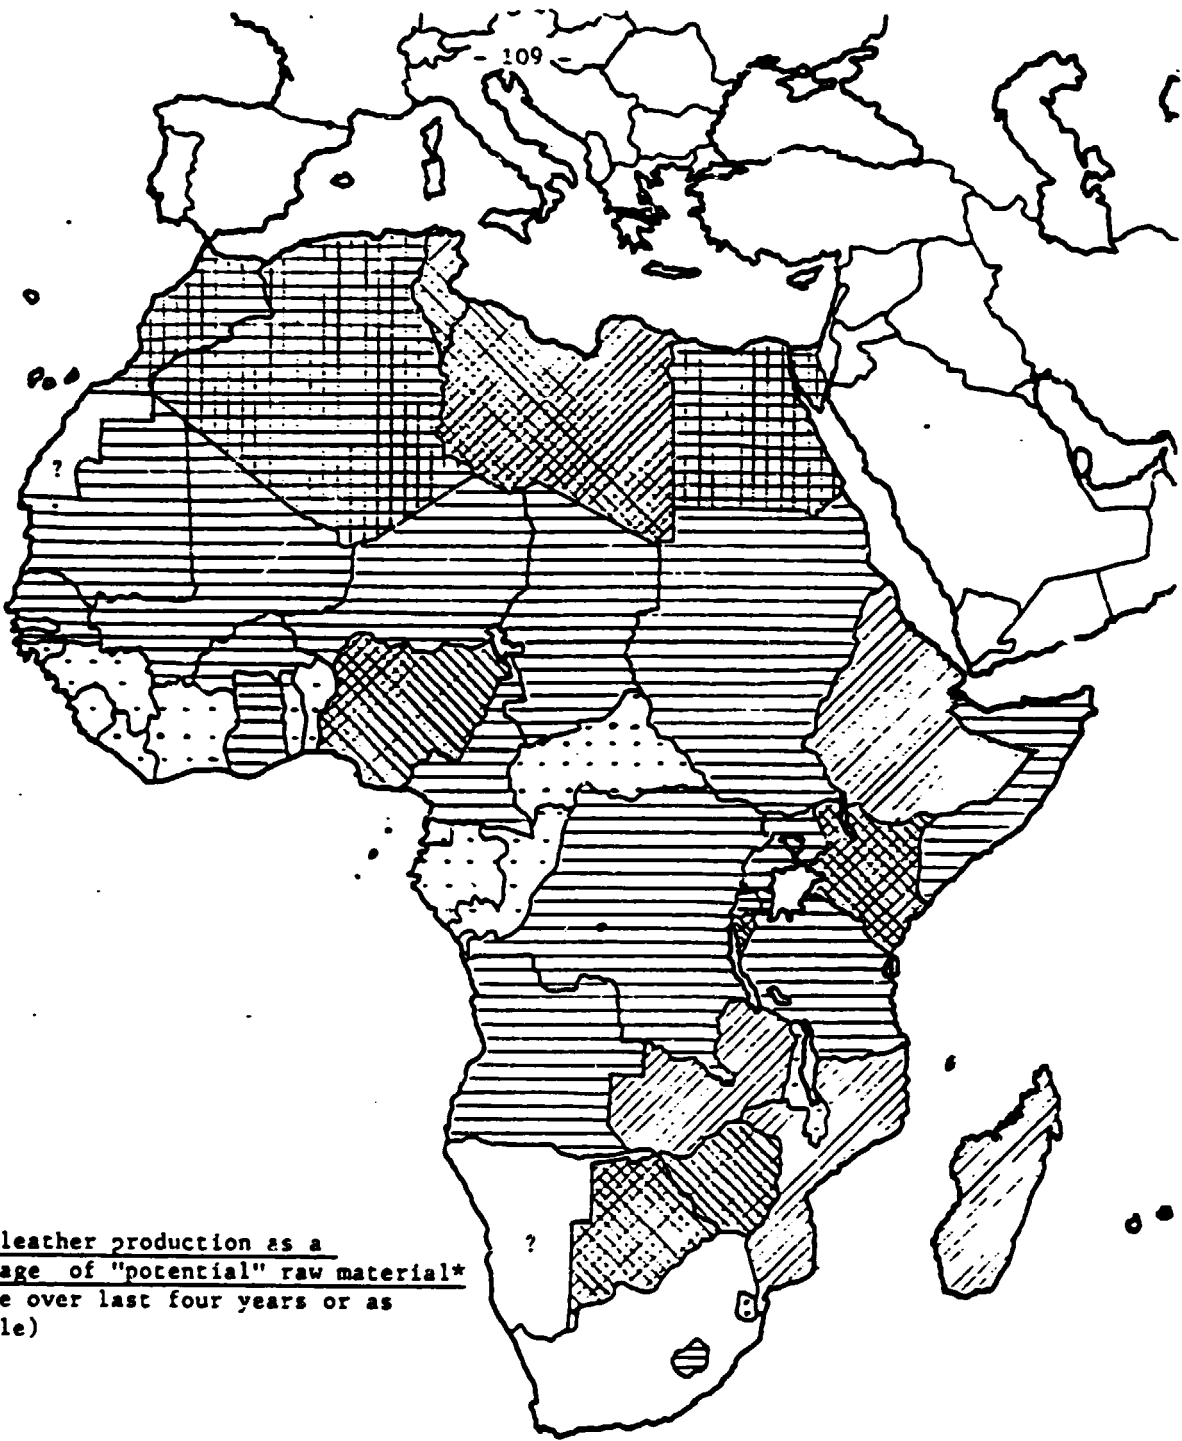 - 109 -
?
?
leather production as a
age of "potential" raw material*
e over last four years or as
le)